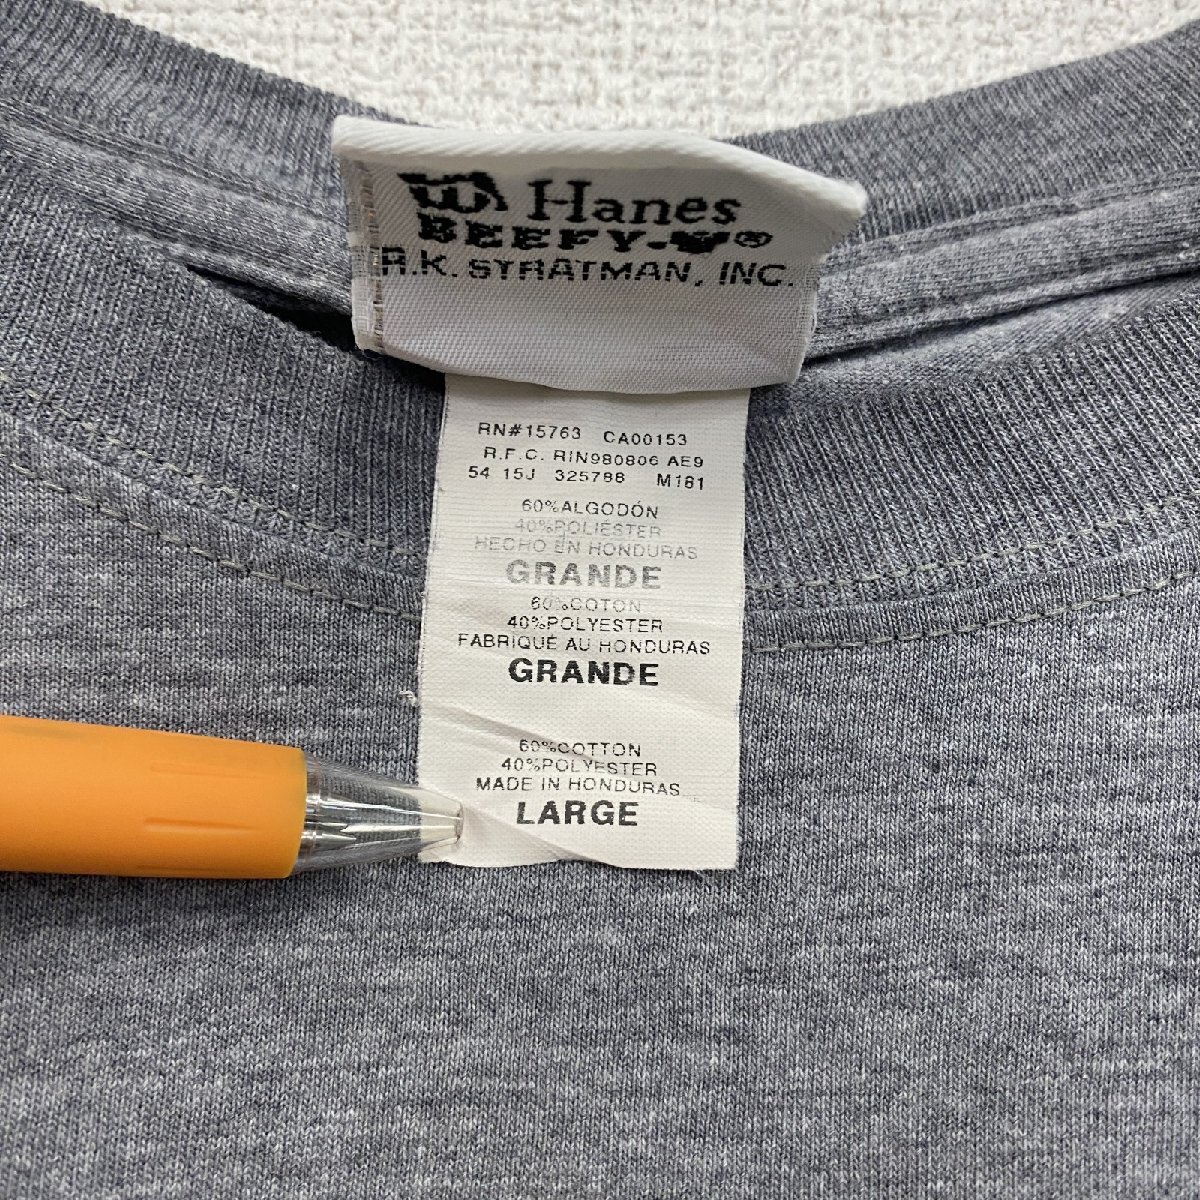 Hanes
BEEFY-T®
R.K. STRATMAN, INC.
RN#15763 CA00153
R.F.C. RIN980806 AE9
54 15J 325788 M181
60%ALGODÓN
40%POLIÉSTER
HECHO EN HONDURAS
GRANDE
60%COTON
40%POLYESTER
FABRIQUÉ AU HONDURAS
GRANDE
60%COTTON
40%POLYESTER
MADE IN HONDURAS
LARGE